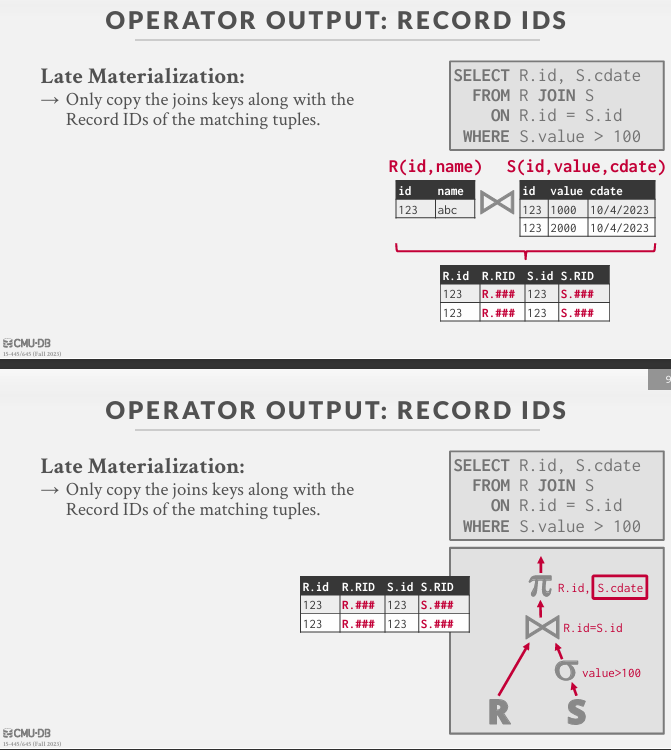 OPERATOR OUTPUT: RECORD IDS
Late Materialization:
→ Only copy the joins keys along with the
Record IDs of the matching tuples.
SELECT R.id, S.cdate
FROM R JOIN S
ON R.id = S.id
WHERE S.value > 100
R(id,name) S(id,value,cdate)
id name
123 abc
⋈
id value cdate
123 1000 10/4/2023
123 2000 10/4/2023
R.id R.RID S.id S.RID
123 R.### 123 S.###
123 R.### 123 S.###
CMU·DB
15-445/645 (Fall 2023)
9
OPERATOR OUTPUT: RECORD IDS
Late Materialization:
→ Only copy the joins keys along with the
Record IDs of the matching tuples.
SELECT R.id, S.cdate
FROM R JOIN S
ON R.id = S.id
WHERE S.value > 100
R.id R.RID S.id S.RID
123 R.### 123 S.###
123 R.### 123 S.###
π R.id, S.cdate
⋈ R.id=S.id
σ value>100
R S
CMU·DB
15-445/645 (Fall 2023)